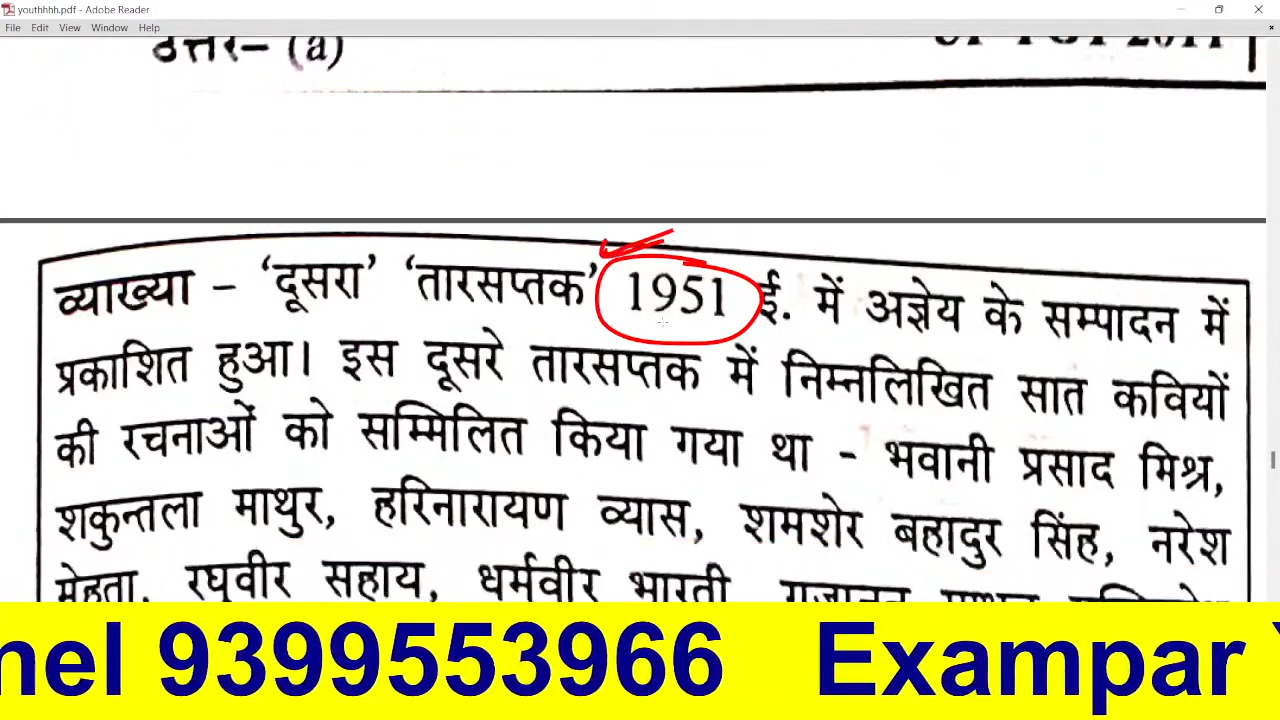 youthhhh.pdf - Adobe Reader
File Edit View Window Help
उत्तर– (a)
व्याख्या – ‘दूसरा’ ‘तारसप्तक’ 1951 ई. में अज्ञेय के सम्पादन में
प्रकाशित हुआ। इस दूसरे तारसप्तक में निम्नलिखित सात कवियों
की रचनाओं को सम्मिलित किया गया था - भवानी प्रसाद मिश्र,
शकुन्तला माथुर, हरिनारायण व्यास, शमशेर बहादुर सिंह, नरेश
मेहता, रघुवीर सहाय, धर्मवीर भारती
nel 9399553966 Exampar